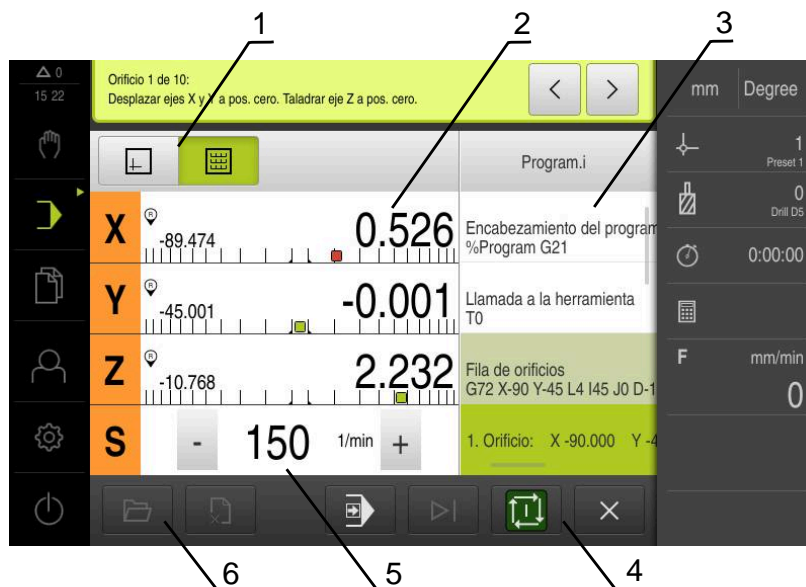 1
2
3
0
15 22
Orificio 1 de 10:
Desplazar ejes X y Y a pos. cero. Taladrar eje Z a pos. cero.
< >
mm Degree
Program.i
1
Preset 1
0
Drill D5
0:00:00
F mm/min
0
X R -89.474 0.526
Y R -45.001 -0.001
Z R -10.768 2.232
S - 150 1/min +
Encabezamiento del program
%Program G21
Llamada a la herramienta
T0
Fila de orificios
G72 X-90 Y-45 L4 I45 J0 D-1
1. Orificio: X -90.000 Y -4
6
5
4